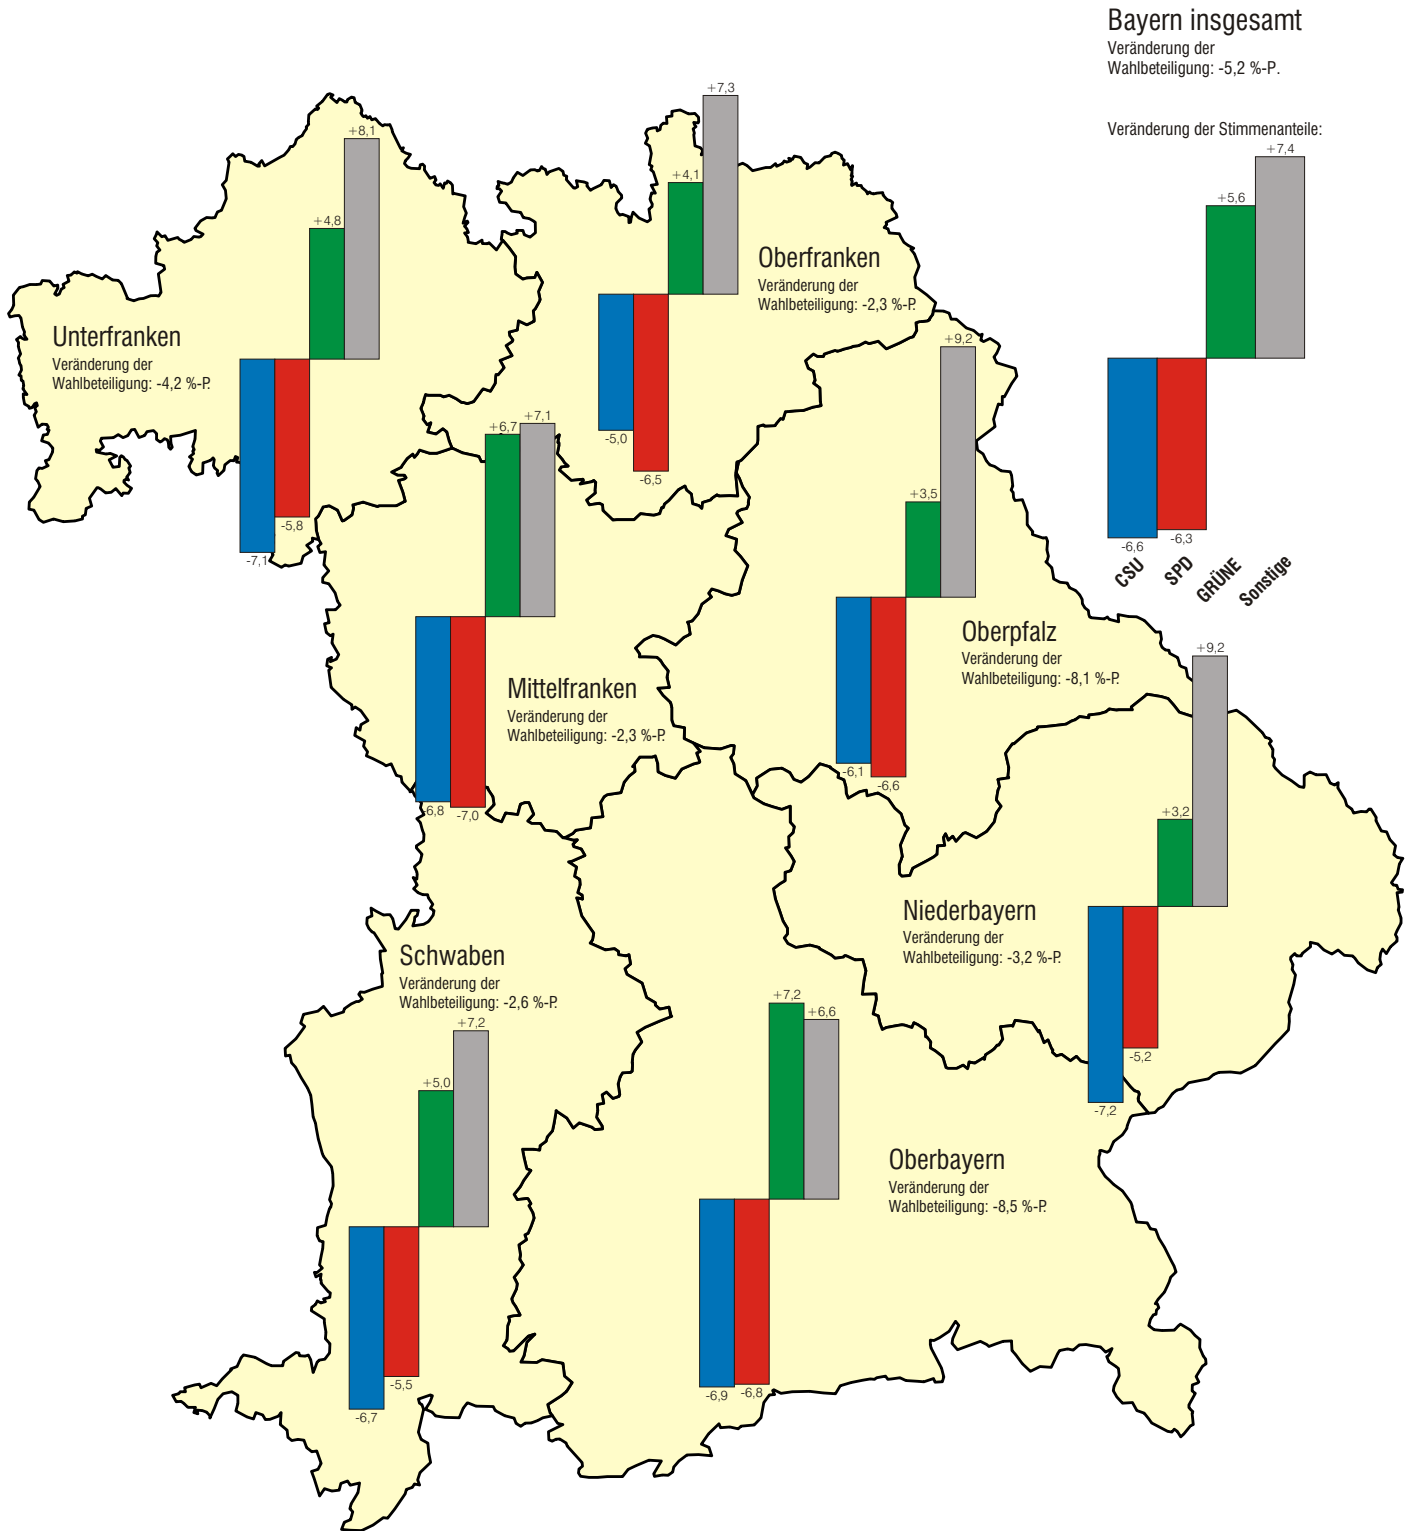 Bayern insgesamt
Veränderung der
Wahlbeteiligung: -5,2 %-P.
Veränderung der Stimmenanteile:
+7,4
+5,6
-6,6
-6,3
CSU
SPD
GRÜNE
Sonstige
Unterfranken
Veränderung der
Wahlbeteiligung: -4,2 %-P.
+8,1
+4,8
-5,8
-7,1
Oberfranken
Veränderung der
Wahlbeteiligung: -2,3 %-P.
+7,3
+4,1
-5,0
-6,5
Mittelfranken
Veränderung der
Wahlbeteiligung: -2,3 %-P.
+7,1
+6,7
-6,8
-7,0
Oberpfalz
Veränderung der
Wahlbeteiligung: -8,1 %-P.
+9,2
+3,5
-6,1
-6,6
Niederbayern
Veränderung der
Wahlbeteiligung: -3,2 %-P.
+9,2
+3,2
-5,2
-7,2
Schwaben
Veränderung der
Wahlbeteiligung: -2,6 %-P.
+7,2
+5,0
-5,5
-6,7
Oberbayern
Veränderung der
Wahlbeteiligung: -8,5 %-P.
+7,2
+6,6
-6,9
-6,8